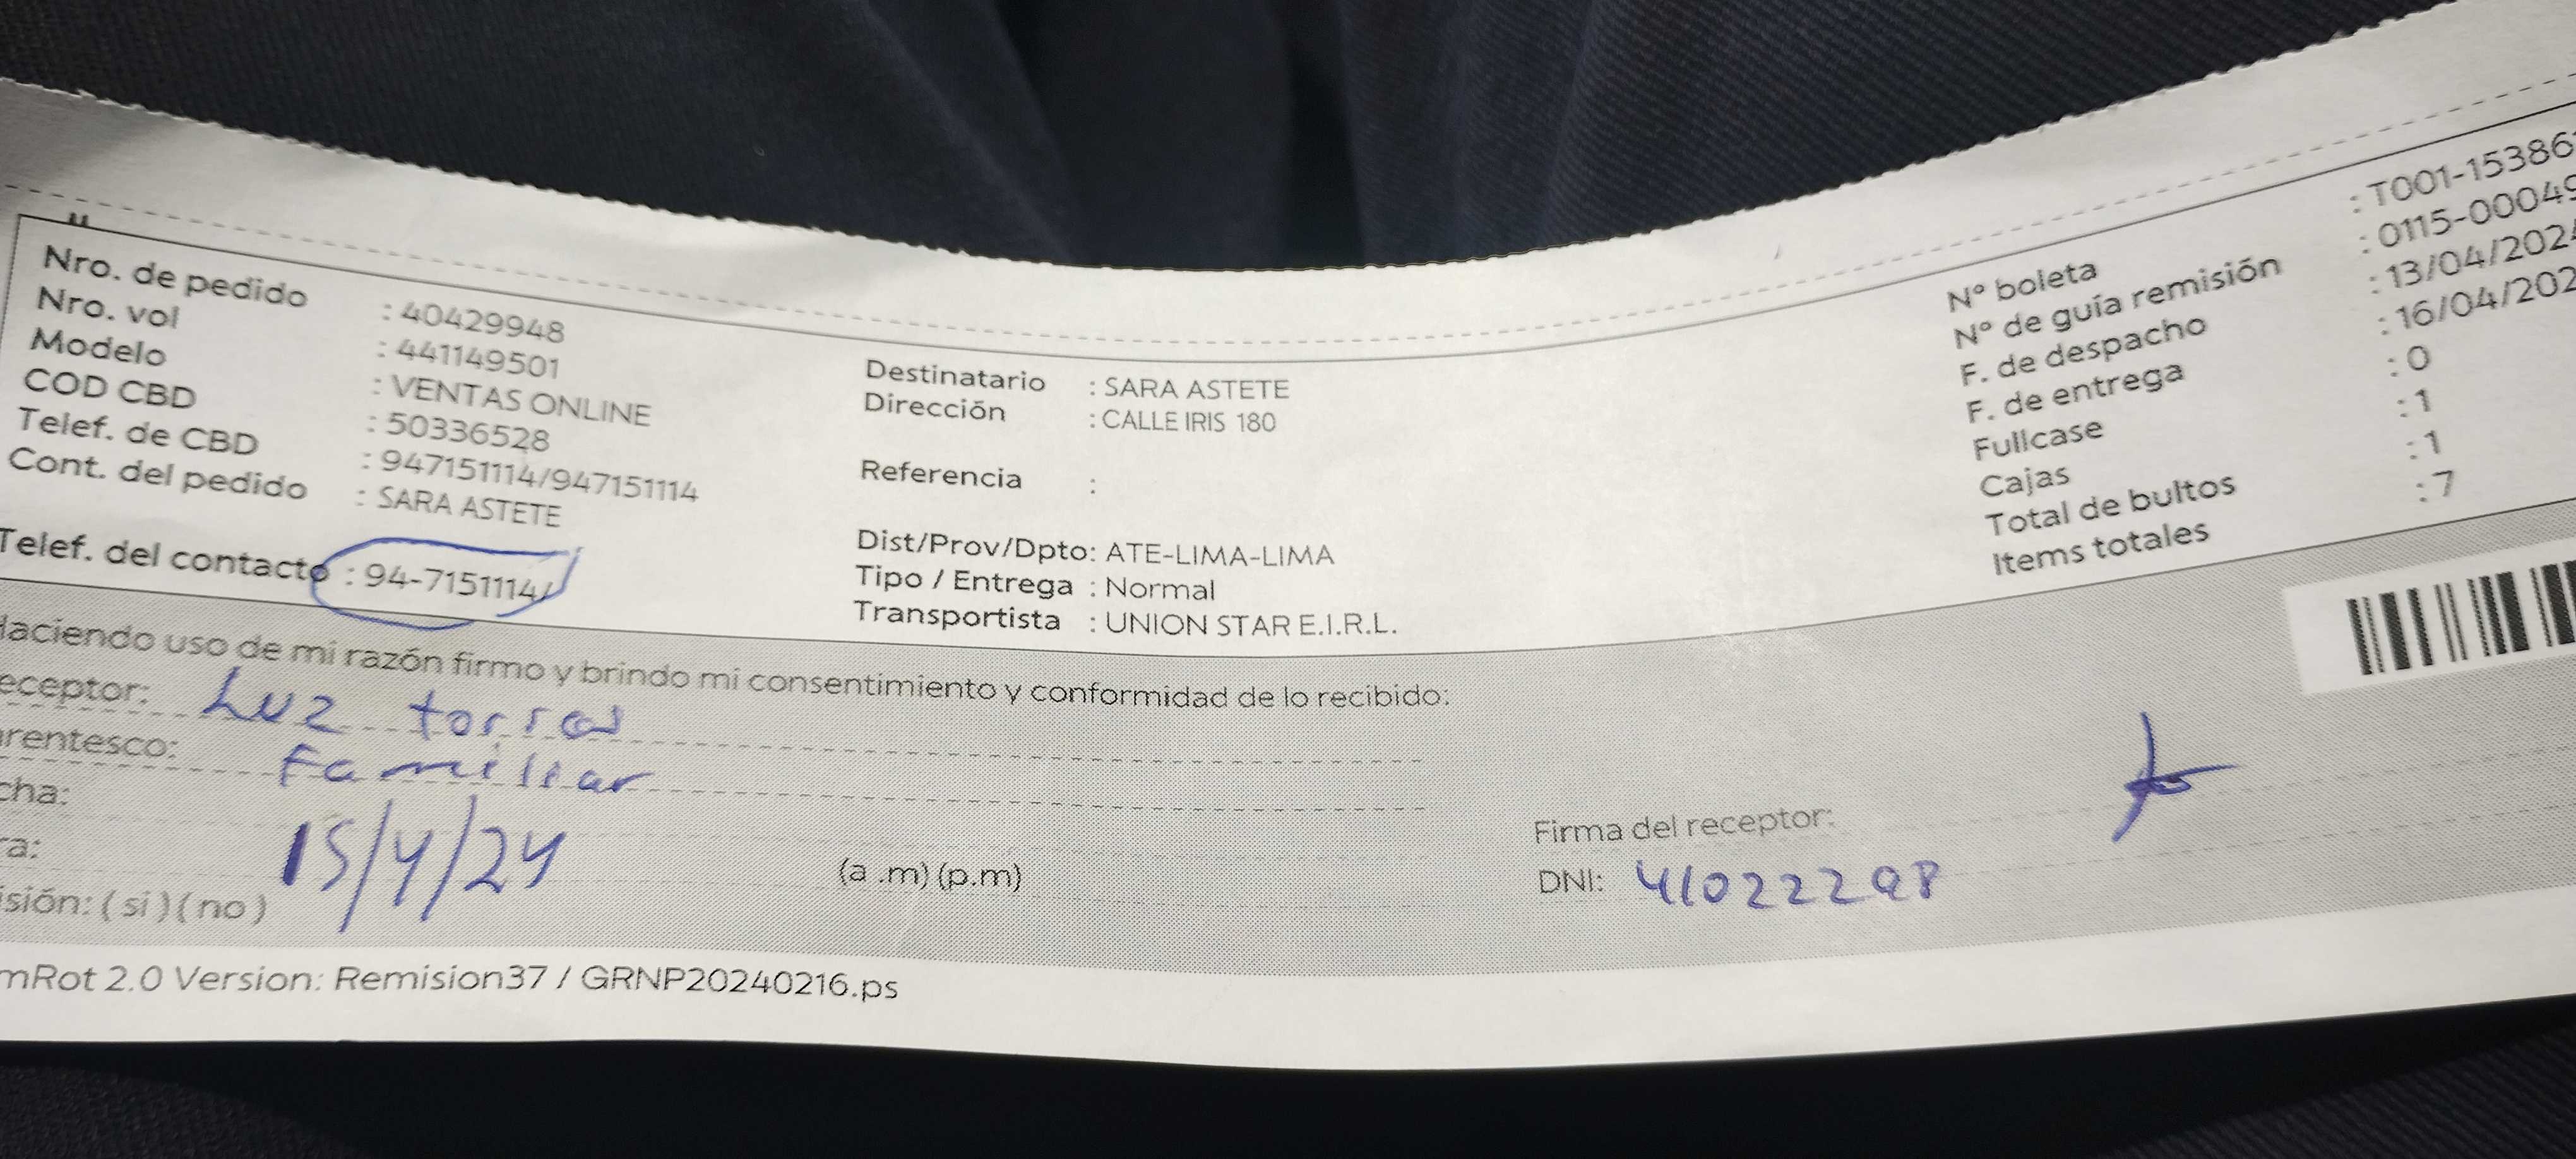 Nro. de pedido : 40429948
Nro. vol : 441149501
Modelo : VENTAS ONLINE
COD CBD : 50336528
Telef. de CBD : 947151114/947151114
Cont. del pedido : SARA ASTETE
Telef. del contacto : 94-7151114/
Destinatario : SARA ASTETE
Dirección : CALLE IRIS 180
Referencia :
Dist/Prov/Dpto: ATE-LIMA-LIMA
Tipo / Entrega : Normal
Transportista : UNION STAR E.I.R.L.
N° boleta : T001-15386
N° de guía remisión : 0115-00049
F. de despacho : 13/04/202
F. de entrega : 16/04/202
Fullcase : 0
Cajas : 1
Total de bultos : 1
Items totales : 7
Haciendo uso de mi razón firmo y brindo mi consentimiento y conformidad de lo recibido:
eceptor: Luz torres
rentesco: Familiar
cha: 15/4/24
ra: (a .m) (p.m)
isión: ( si ) ( no )
Firma del receptor:
DNI: 41022298
mRot 2.0 Version: Remision37 / GRNP20240216.ps